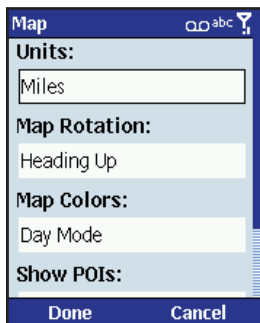 Map abc
Units:
Miles
Map Rotation:
Heading Up
Map Colors:
Day Mode
Show POIs:
Done Cancel